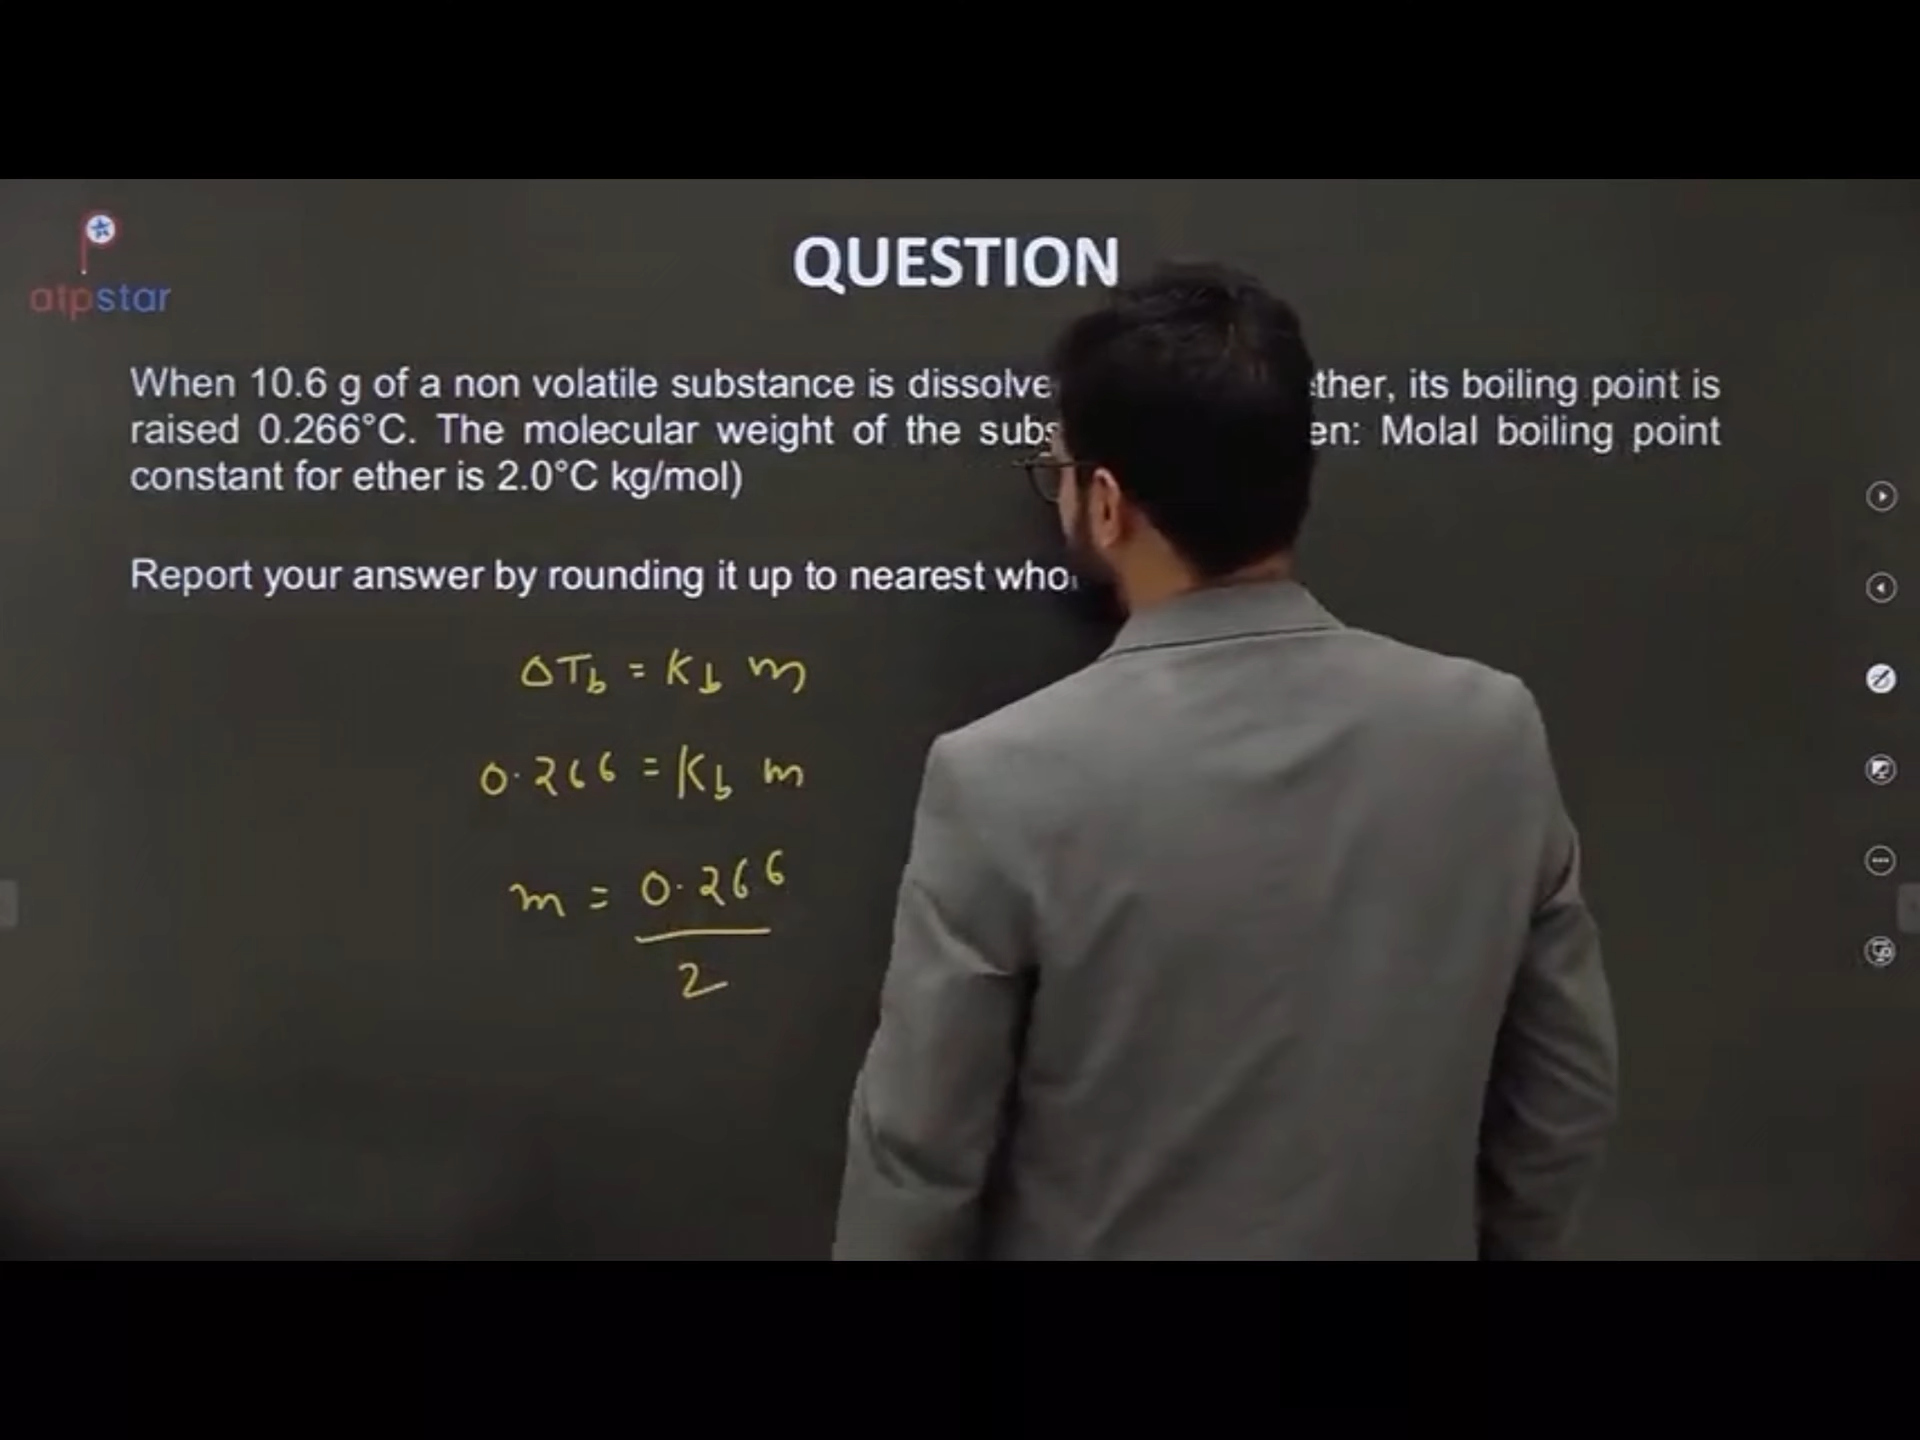 atpstar
QUESTION
When 10.6 g of a non volatile substance is dissolve ther, its boiling point is
raised 0.266°C. The molecular weight of the subs en: Molal boiling point
constant for ether is 2.0°C kg/mol)
Report your answer by rounding it up to nearest who
ΔTb = Kb m
0.266 = Kb m
m = 0.266
2